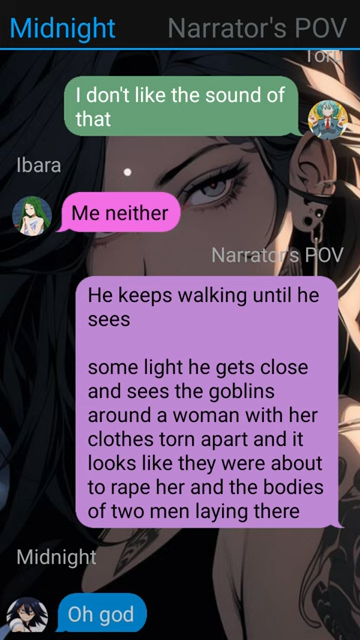 Midnight Narrator's POV
Toru
I don't like the sound of
that
Ibara
Me neither
Narrator's POV
He keeps walking until he
sees
some light he gets close
and sees the goblins
around a woman with her
clothes torn apart and it
looks like they were about
to rape her and the bodies
of two men laying there
Midnight
Oh god